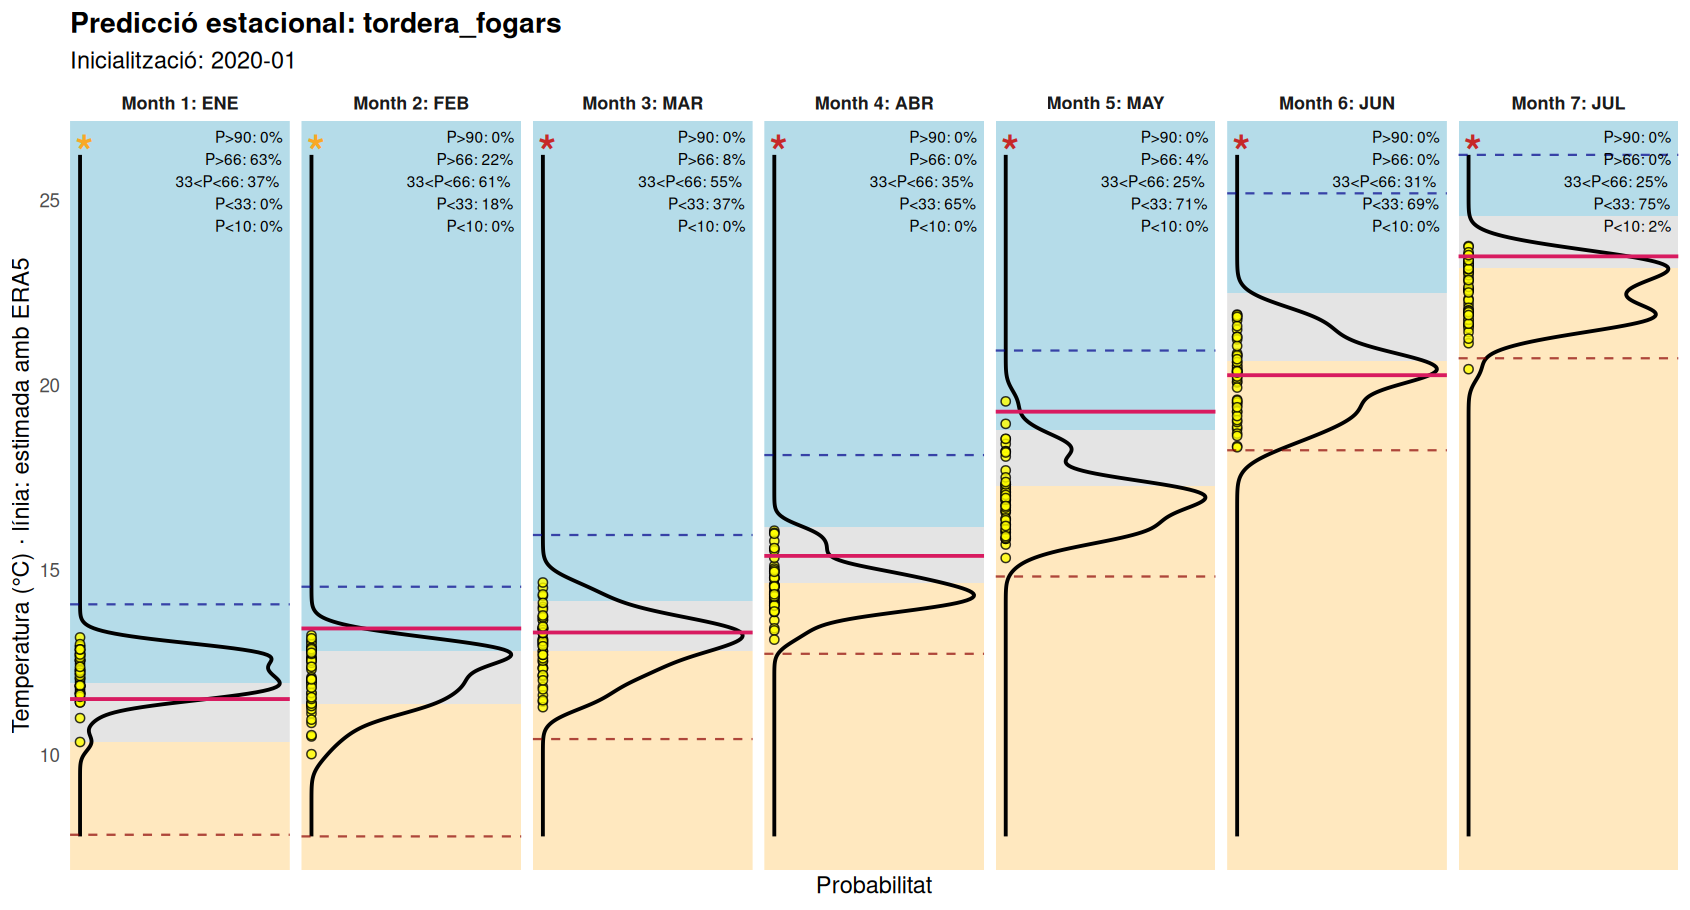 Predicció estacional: tordera_fogars
Inicialització: 2020-01
Month 1: ENE
Month 2: FEB
Month 3: MAR
Month 4: ABR
Month 5: MAY
Month 6: JUN
Month 7: JUL
P>90: 0%
P>66: 63%
33<P<66: 37%
P<33: 0%
P<10: 0%
P>90: 0%
P>66: 22%
33<P<66: 61%
P<33: 18%
P<10: 0%
P>90: 0%
P>66: 8%
33<P<66: 55%
P<33: 37%
P<10: 0%
P>90: 0%
P>66: 0%
33<P<66: 35%
P<33: 65%
P<10: 0%
P>90: 0%
P>66: 4%
33<P<66: 25%
P<33: 71%
P<10: 0%
P>90: 0%
P>66: 0%
33<P<66: 31%
P<33: 69%
P<10: 0%
P>90: 0%
P>66: 0%
33<P<66: 25%
P<33: 75%
P<10: 2%
25
20
15
10
Temperatura (°C) · línia: estimada amb ERA5
Probabilitat